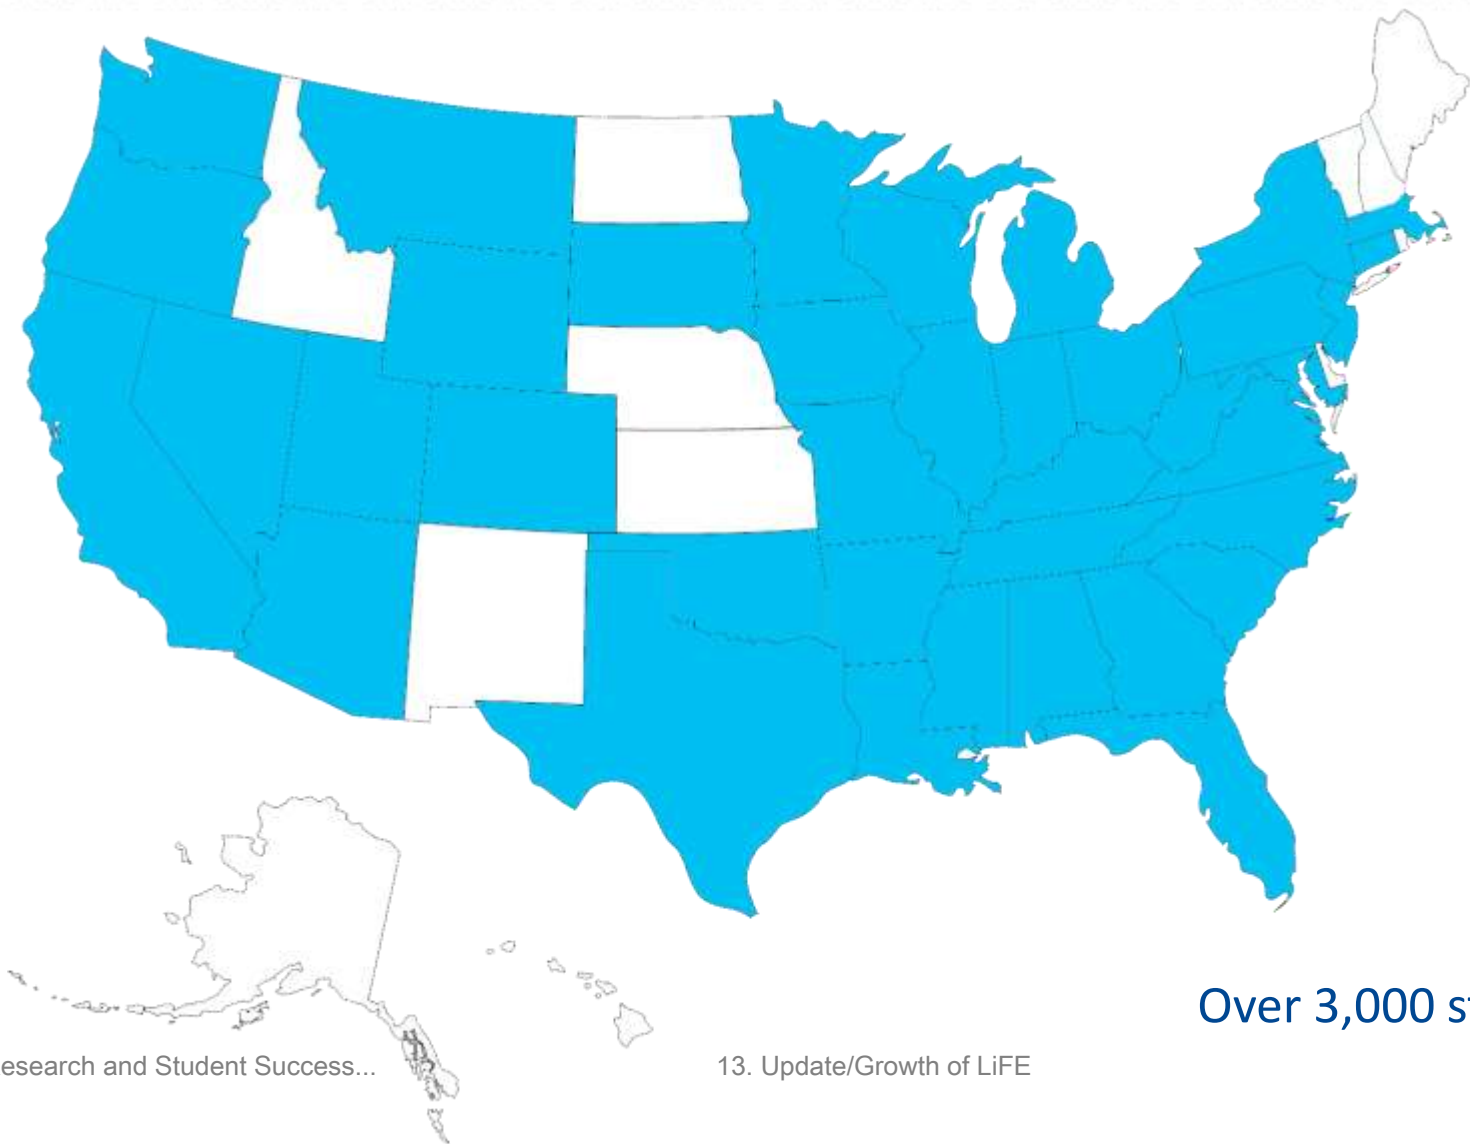 Over 3,000
esearch and Student Success...
13. Update/Growth of LiFE